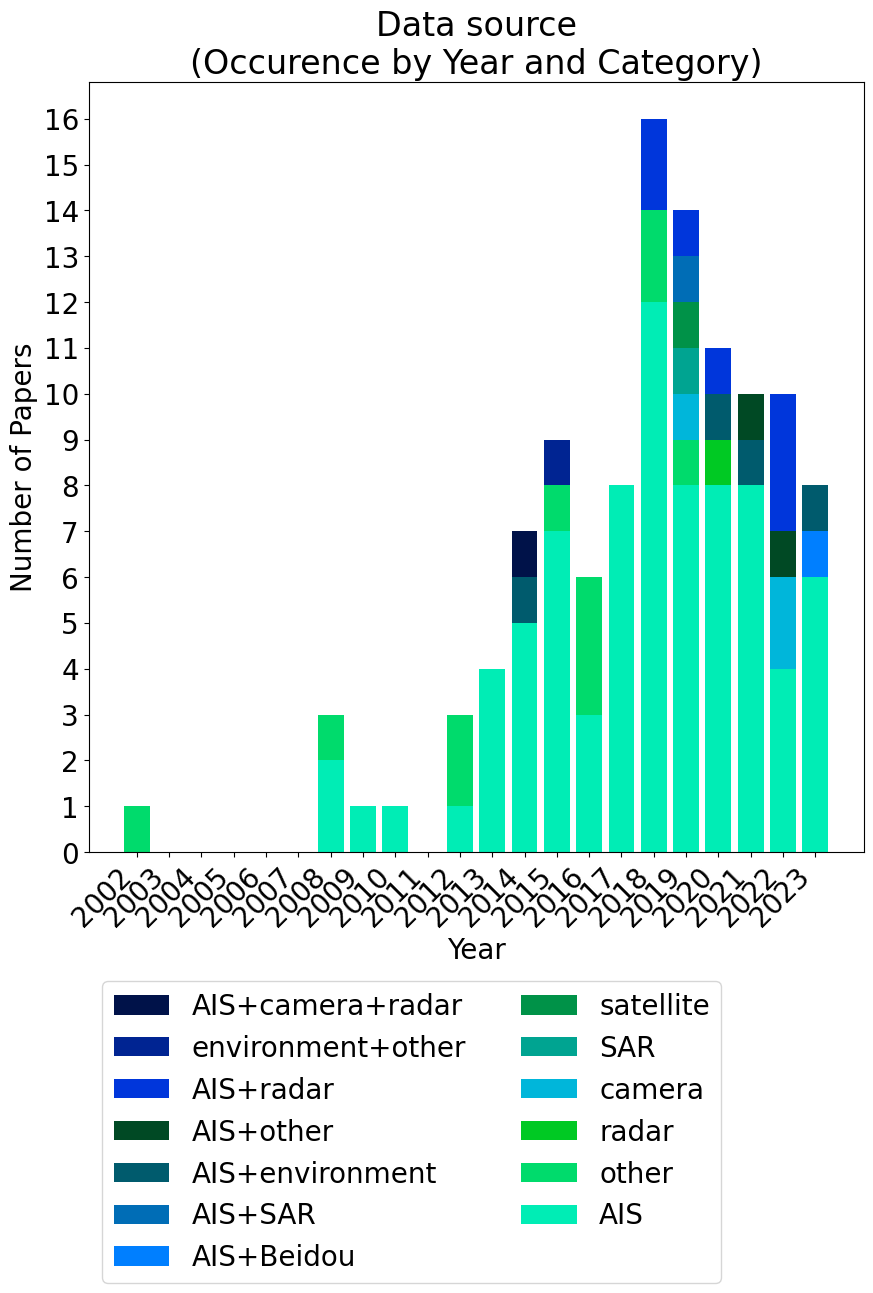 Data source
(Occurence by Year and Category)
Number of Papers
16
15
14
13
12
11
10
9
8
7
6
5
4
3
2
1
0
2002
2003
2004
2005
2006
2007
2008
2009
2010
2011
2012
2013
2014
2015
2016
2017
2018
2019
2020
2021
2022
2023
Year
AIS+camera+radar
environment+other
AIS+radar
AIS+other
AIS+environment
AIS+SAR
AIS+Beidou
satellite
SAR
camera
radar
other
AIS